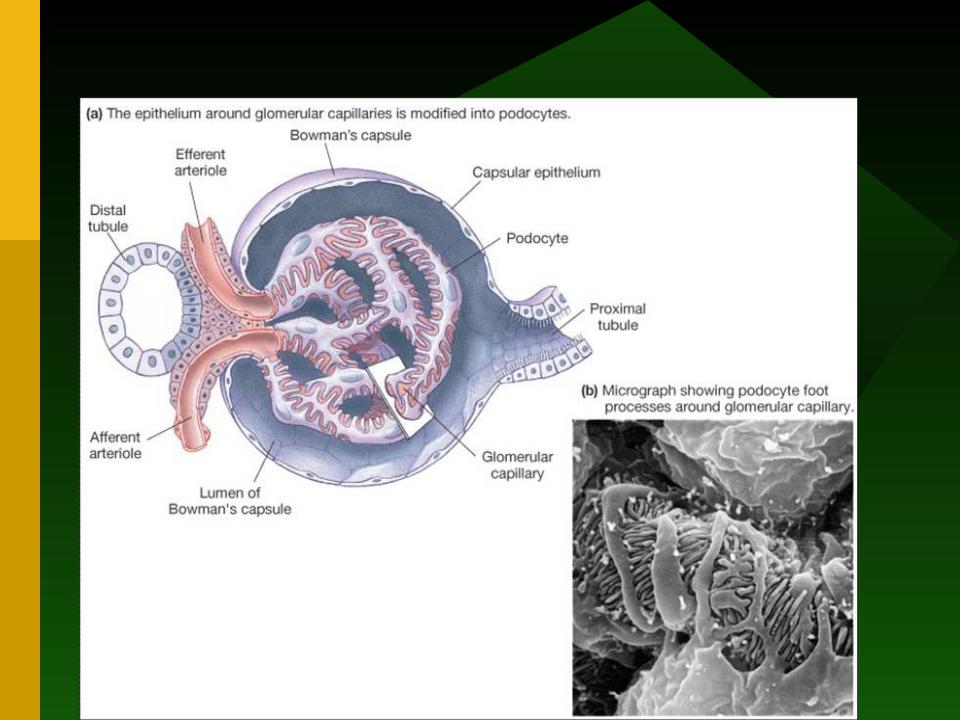 (a) The epithelium around glomerular capillaries is modified into podocytes.
Bowman's capsule
Efferent
arteriole
Capsular epithelium
Distal
tubule
Podocyte
Proximal
tubule
(b) Micrograph showing podocyte foot
processes around glomerular capillary.
Afferent
arteriole
Glomerular
capillary
Lumen of
Bowman's capsule